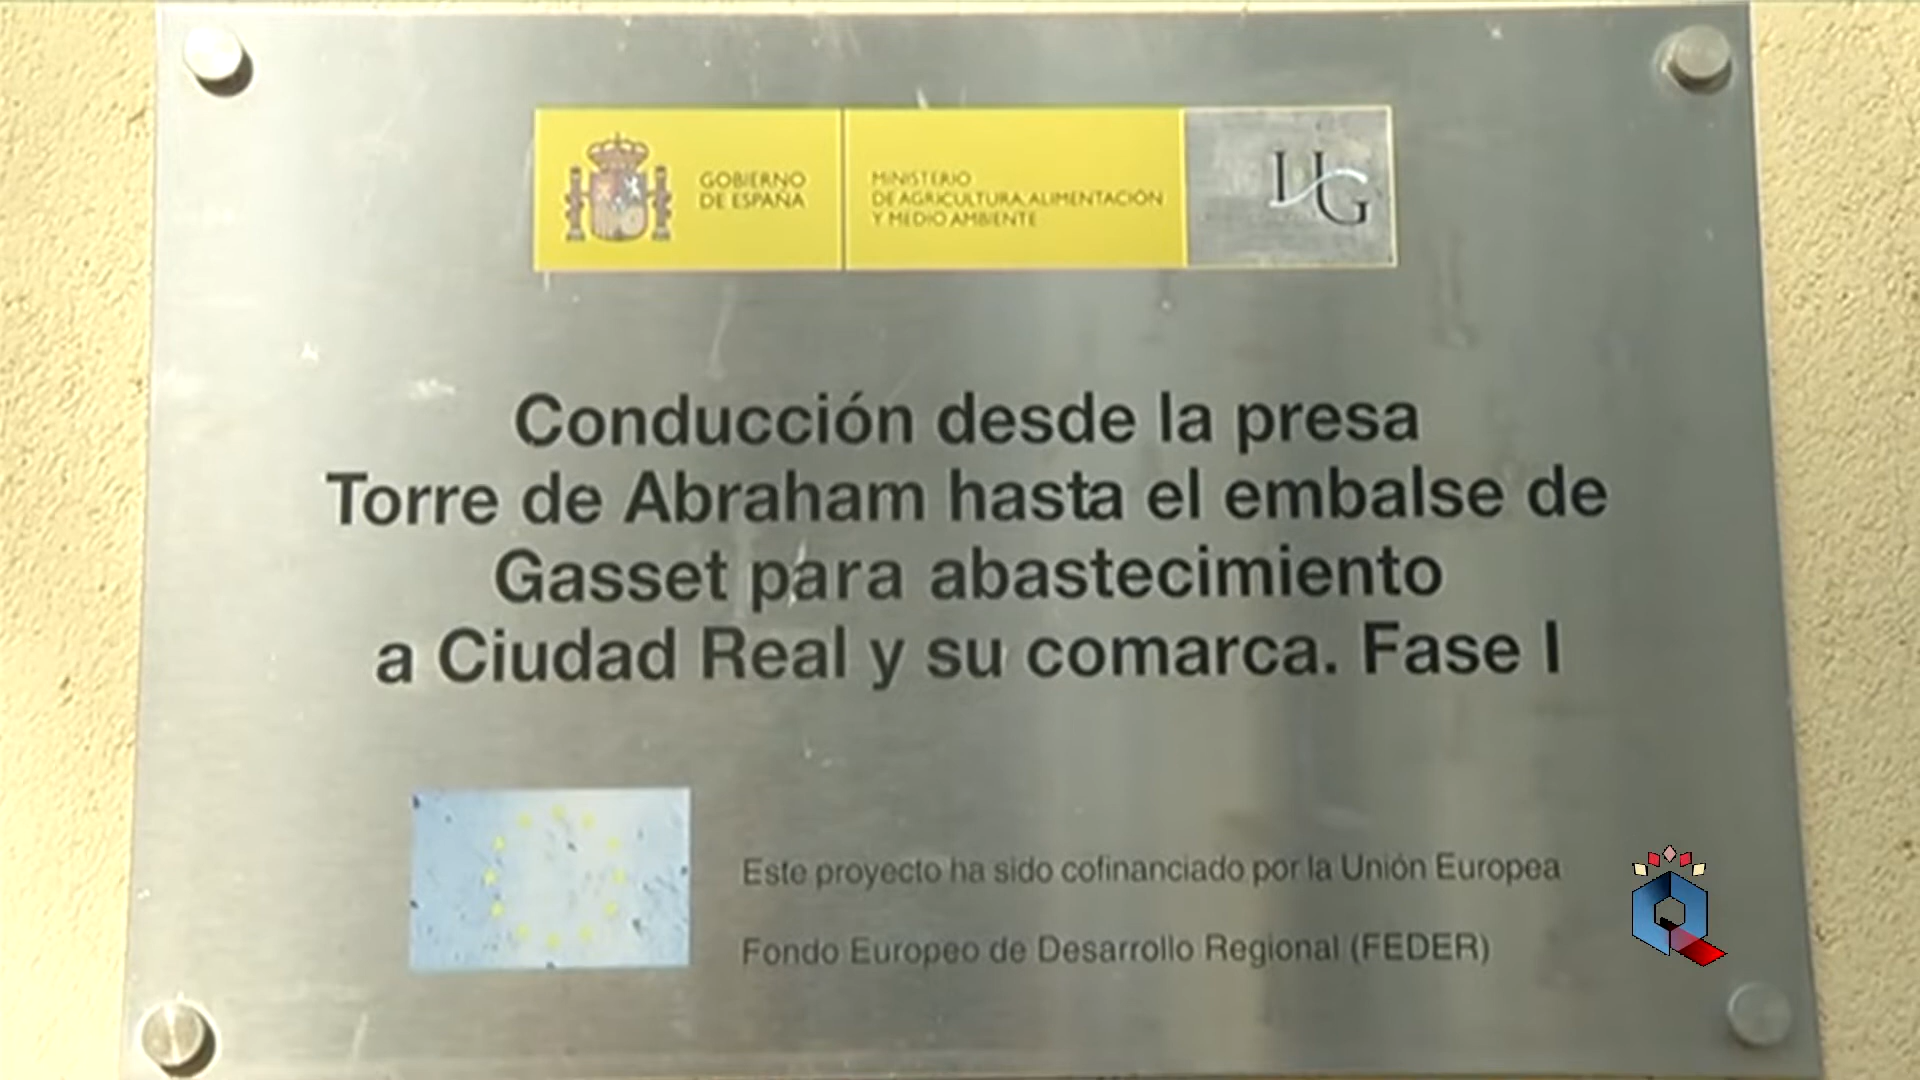 GOBIERNO
DE ESPAÑA
MINISTERIO
DE AGRICULTURA, ALIMENTACIÓN
Y MEDIO AMBIENTE
Conducción desde la presa
Torre de Abraham hasta el embalse de
Gasset para abastecimiento
a Ciudad Real y su comarca. Fase I
Este proyecto ha sido cofinanciado por la Unión Europea
Fondo Europeo de Desarrollo Regional (FEDER)